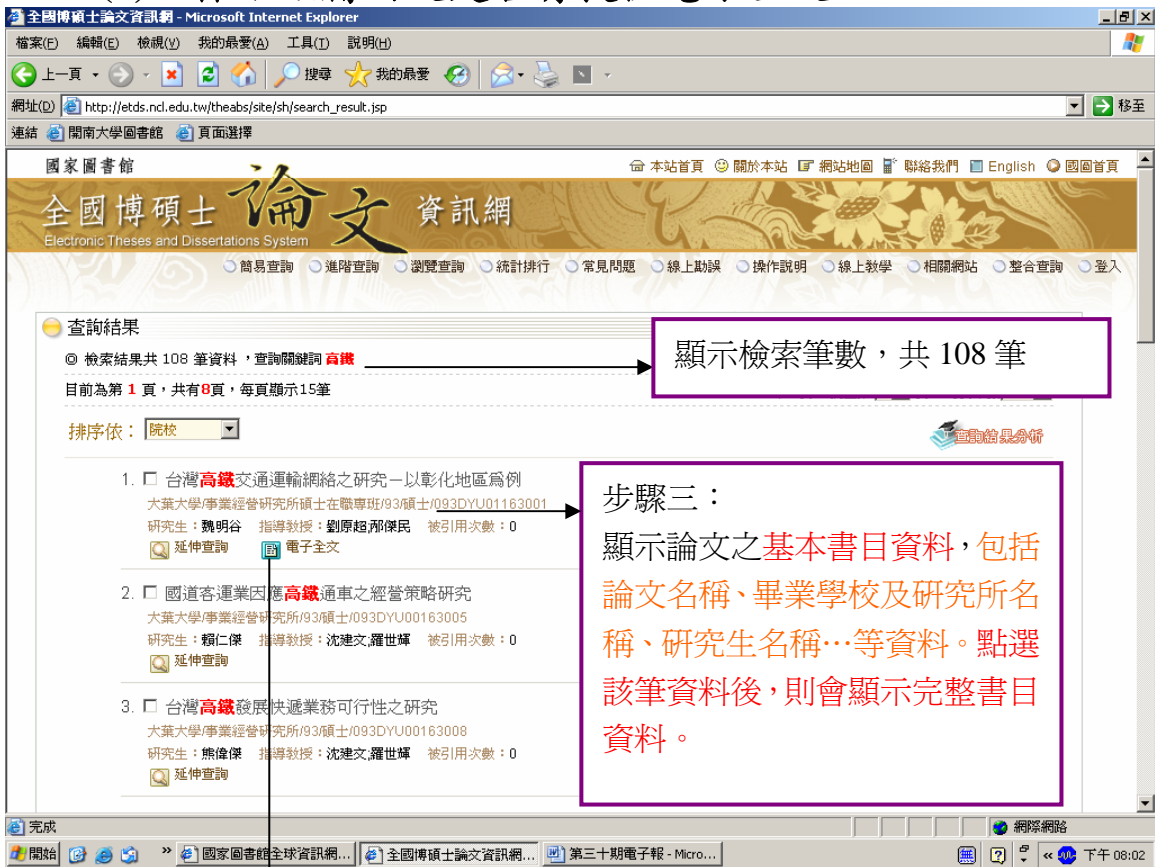 全國博碩士論文資訊網 - Microsoft Internet Explorer
檔案(F) 編輯(E) 檢視(V) 我的最愛(A) 工具(T) 說明(H)
上一頁 搜尋 我的最愛
網址(D) http://etds.ncl.edu.tw/theabs/site/sh/search_result.jsp 移至
連結 開南大學圖書館 頁面選擇
國家圖書館 本站首頁 關於本站 網站地圖 聯絡我們 English 國圖首頁
全國博碩士論文資訊網
Electronic Theses and Dissertations System
簡易查詢 進階查詢 瀏覽查詢 統計排行 常見問題 線上勘誤 操作說明 線上教學 相關網站 整合查詢 登入
查詢結果
◎ 檢索結果共 108 筆資料，查詢關鍵詞 高鐵
顯示檢索筆數，共 108 筆
目前為第 1 頁，共有8頁，每頁顯示15筆
排序依： 院校
查詢結果分析
1. 台灣高鐵交通運輸網絡之研究－以彰化地區為例
大葉大學/事業經營研究所碩士在職專班/93/碩士/093DYU01163001
研究生：魏明谷 指導教授：劉原超;邴傑民 被引用次數：0
延伸查詢 電子全文
2. 國道客運業因應高鐵通車之經營策略研究
大葉大學/事業經營研究所/93/碩士/093DYU00163005
研究生：賴仁傑 指導教授：沈建文;羅世輝 被引用次數：0
延伸查詢
3. 台灣高鐵發展快遞業務可行性之研究
大葉大學/事業經營研究所/93/碩士/093DYU00163008
研究生：熊偉傑 指導教授：沈建文;羅世輝 被引用次數：0
延伸查詢
步驟三：
顯示論文之基本書目資料，包括
論文名稱、畢業學校及研究所名
稱、研究生名稱…等資料。點選
該筆資料後，則會顯示完整書目
資料。
完成 網際網路
開始 國家圖書館全球資訊網... 全國博碩士論文資訊網... 第三十期電子報 - Micro... 下午 08:02